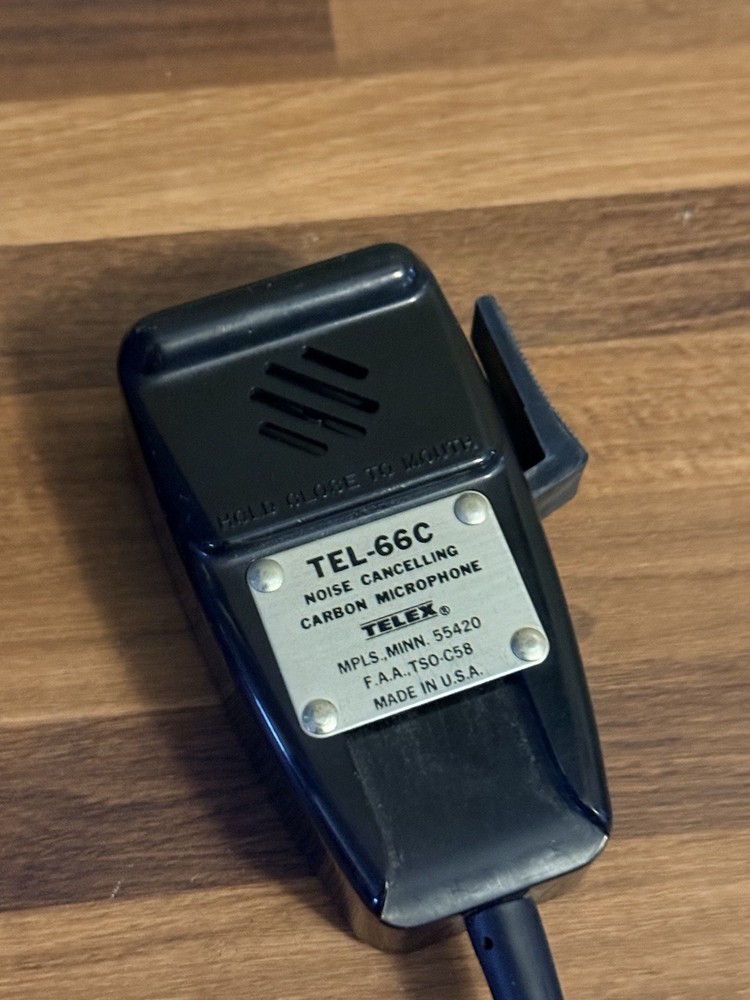 HOLD CLOSE TO MOUTH
TEL-66C
NOISE CANCELLING
CARBON MICROPHONE
TELEX®
MPLS.,MINN. 55420
F.A.A.,TSO-C58
MADE IN U.S.A.